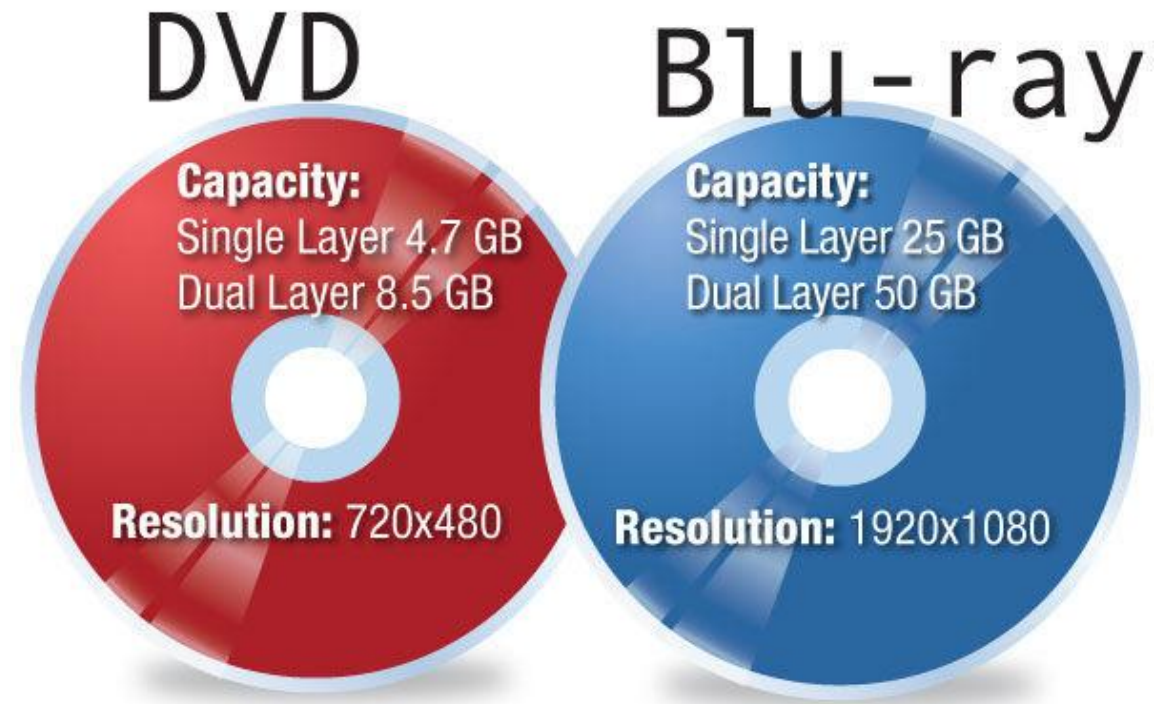 DVD
Capacity:
Single Layer 4.7 GB
Dual Layer 8.5 GB
Resolution: 720x480
Blu-ray
Capacity:
Single Layer 25 GB
Dual Layer 50 GB
Resolution: 1920x1080